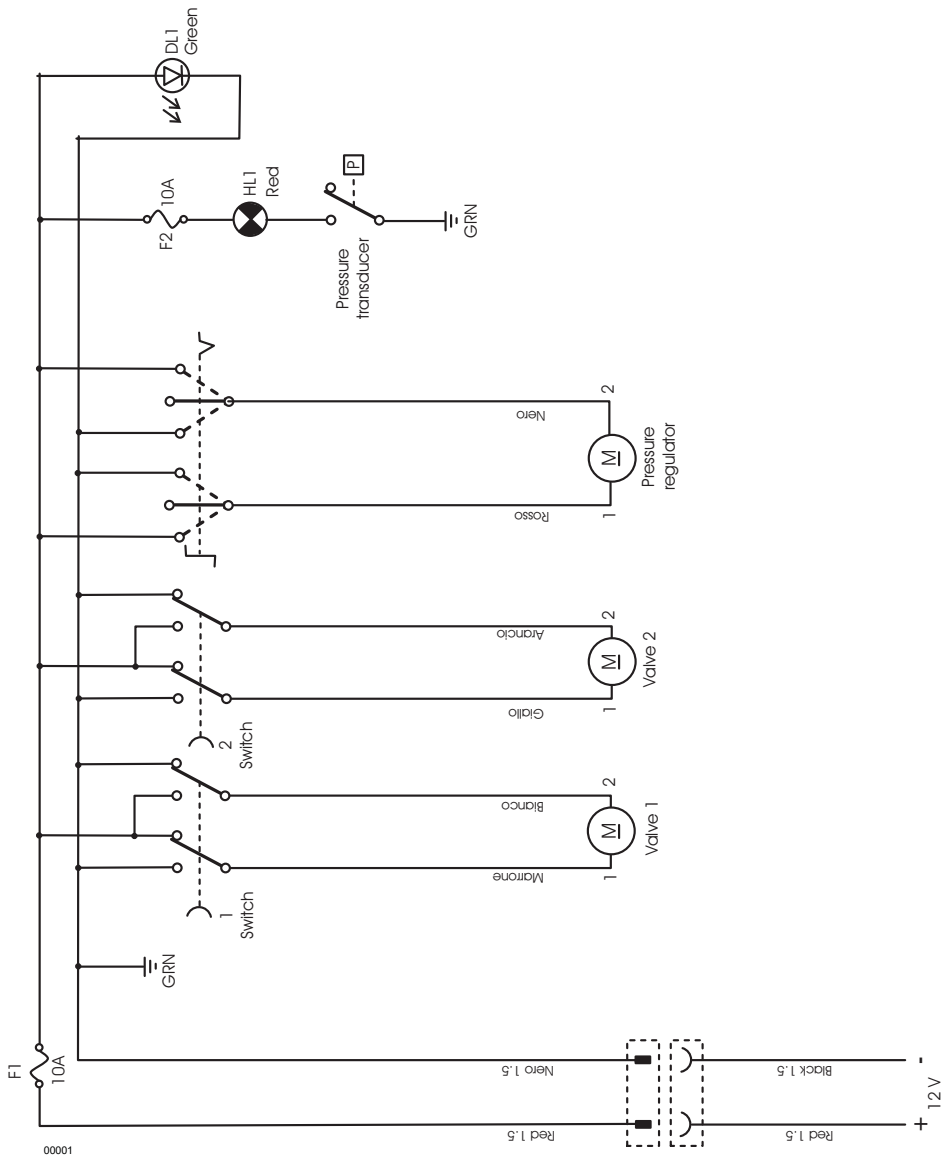 DL1
Green
10A
F2
HL1
Red
P
Pressure
transducer
GRN
Nero
Rosso
2
1
M
Pressure
regulator
Arancio
Giallo
2
1
M
Valve 2
2
Switch
Bianco
Marrone
2
1
M
Valve 1
1
Switch
GRN
F1
10A
Nero 1.5
Red 1.5
Black 1.5
Red 1.5
-
+
12 V
00001